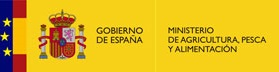 GOBIERNO
DE ESPAÑA
MINISTERIO
DE AGRICULTURA, PESCA
Y ALIMENTACIÓN